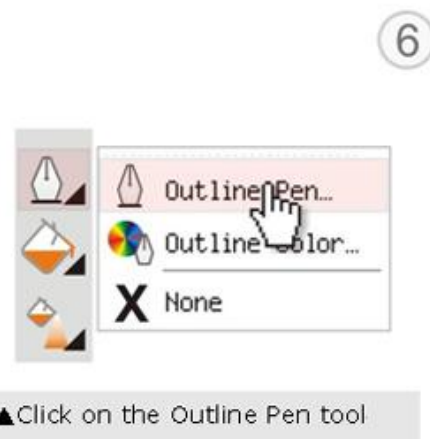 6
Outline Pen...
Outline Color...
None
▲Click on the Outline Pen tool